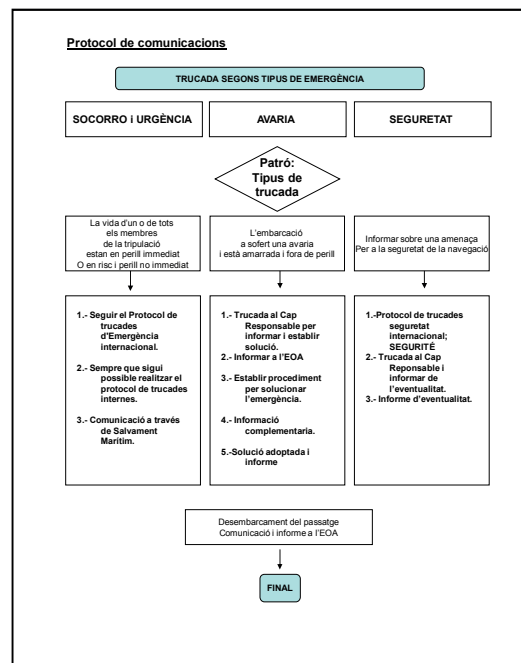 Protocol de comunicacions
TRUCADA SEGONS TIPUS DE EMERGÈNCIA
SOCORRO i URGÈNCIA
AVARIA
SEGURETAT
Patró:
Tipus de
trucada
La vida d'un o de tots
els membres
de la tripulació
estan en perill immediat
O en risc i perill no immediat
L'embarcació
a sofert una avaria
i està amarrada i fora de perill
Informar sobre una amenaça
Per a la seguretat de la navegació
1.- Seguir el Protocol de
trucades
d'Emergència
internacional.
2.- Sempre que sigui
possible realitzar el
protocol de trucades
internes.
3.- Comunicació a través
de Salvament
Marítim.
1.- Trucada al Cap
Responsable per
informar i establir
solució.
2.- Informar a l'EOA
3.- Establir procediment
per solucionar
l'emergència.
4.- Informació
complementaria.
5.-Solució adoptada i
informe
1.-Protocol de trucades
seguretat
internacional;
SEGURITÉ
2.- Trucada al Cap
Reponsable i
informar de
l'eventualitat.
3.- Informe d'eventualitat.
Desembarcament del passatge
Comunicació i informe a l'EOA
FINAL